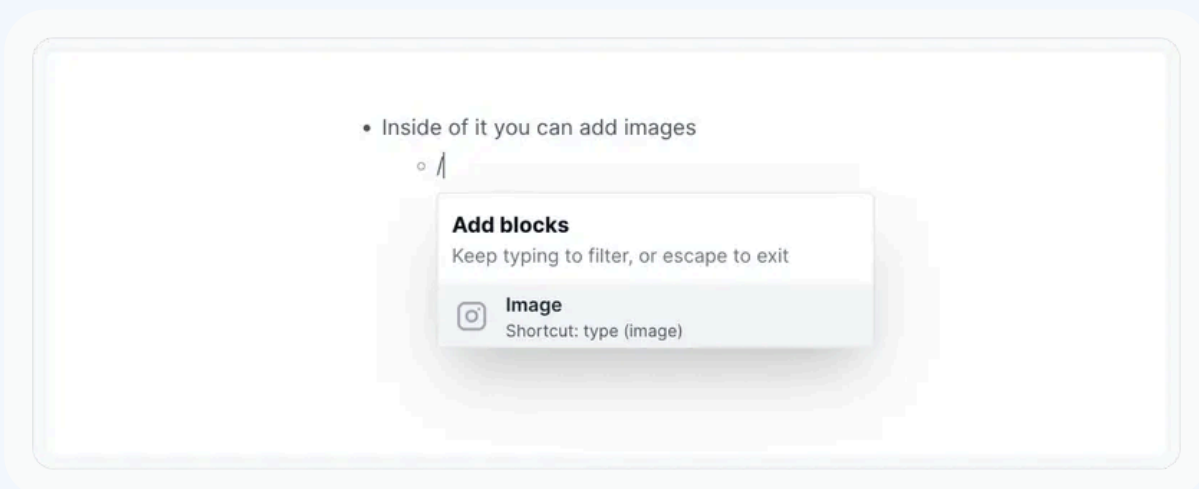 • Inside of it you can add images
◦ /
Add blocks
Keep typing to filter, or escape to exit
Image
Shortcut: type (image)